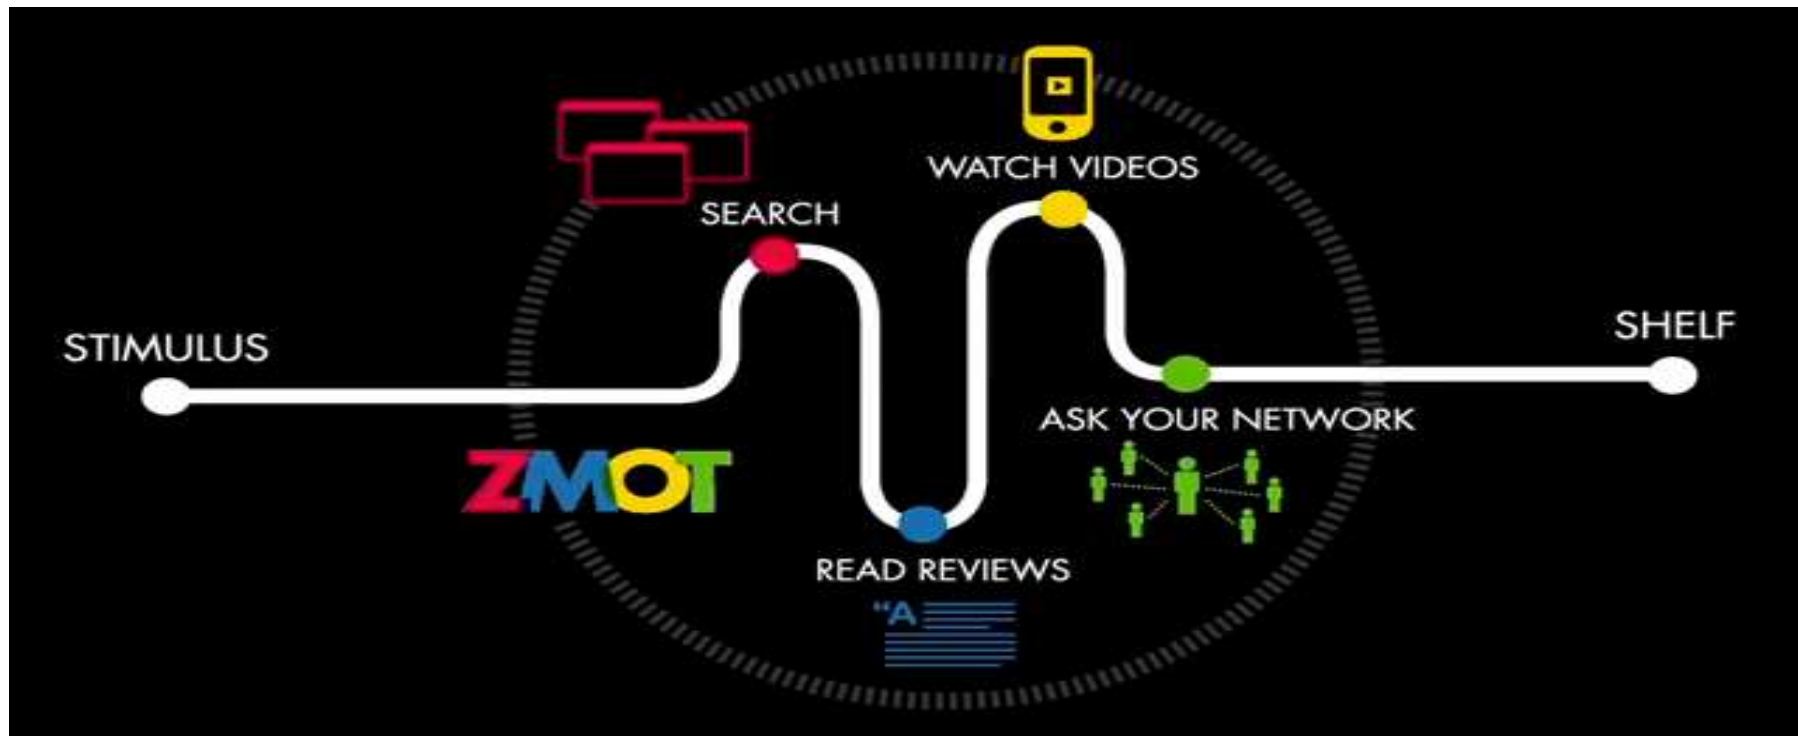 STIMULUS
SEARCH
WATCH VIDEOS
SHELF
ZMOT
ASK YOUR NETWORK
READ REVIEWS
“A